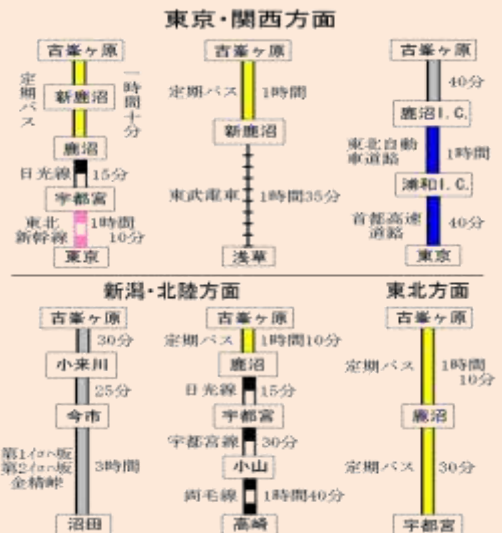 東京・関西方面
古峯ヶ原
定期バス
一時間十分
新鹿沼
鹿沼
日光線 15分
宇都宮
東北新幹線
1時間10分
東京
古峯ヶ原
定期バス 1時間
新鹿沼
東武電車 1時間35分
浅草
古峯ヶ原
40分
鹿沼I.C.
東北自動車道路
1時間
浦和I.C.
首都高速道路
40分
東京
新潟・北陸方面
古峯ヶ原
30分
小来川
25分
今市
第1イロハ坂
第2イロハ坂
金精峠
3時間
沼田
古峯ヶ原
定期バス 1時間10分
鹿沼
日光線 15分
宇都宮
宇都宮線 30分
小山
両毛線 1時間40分
高崎
東北方面
古峯ヶ原
定期バス
1時間10分
鹿沼
定期バス 30分
宇都宮